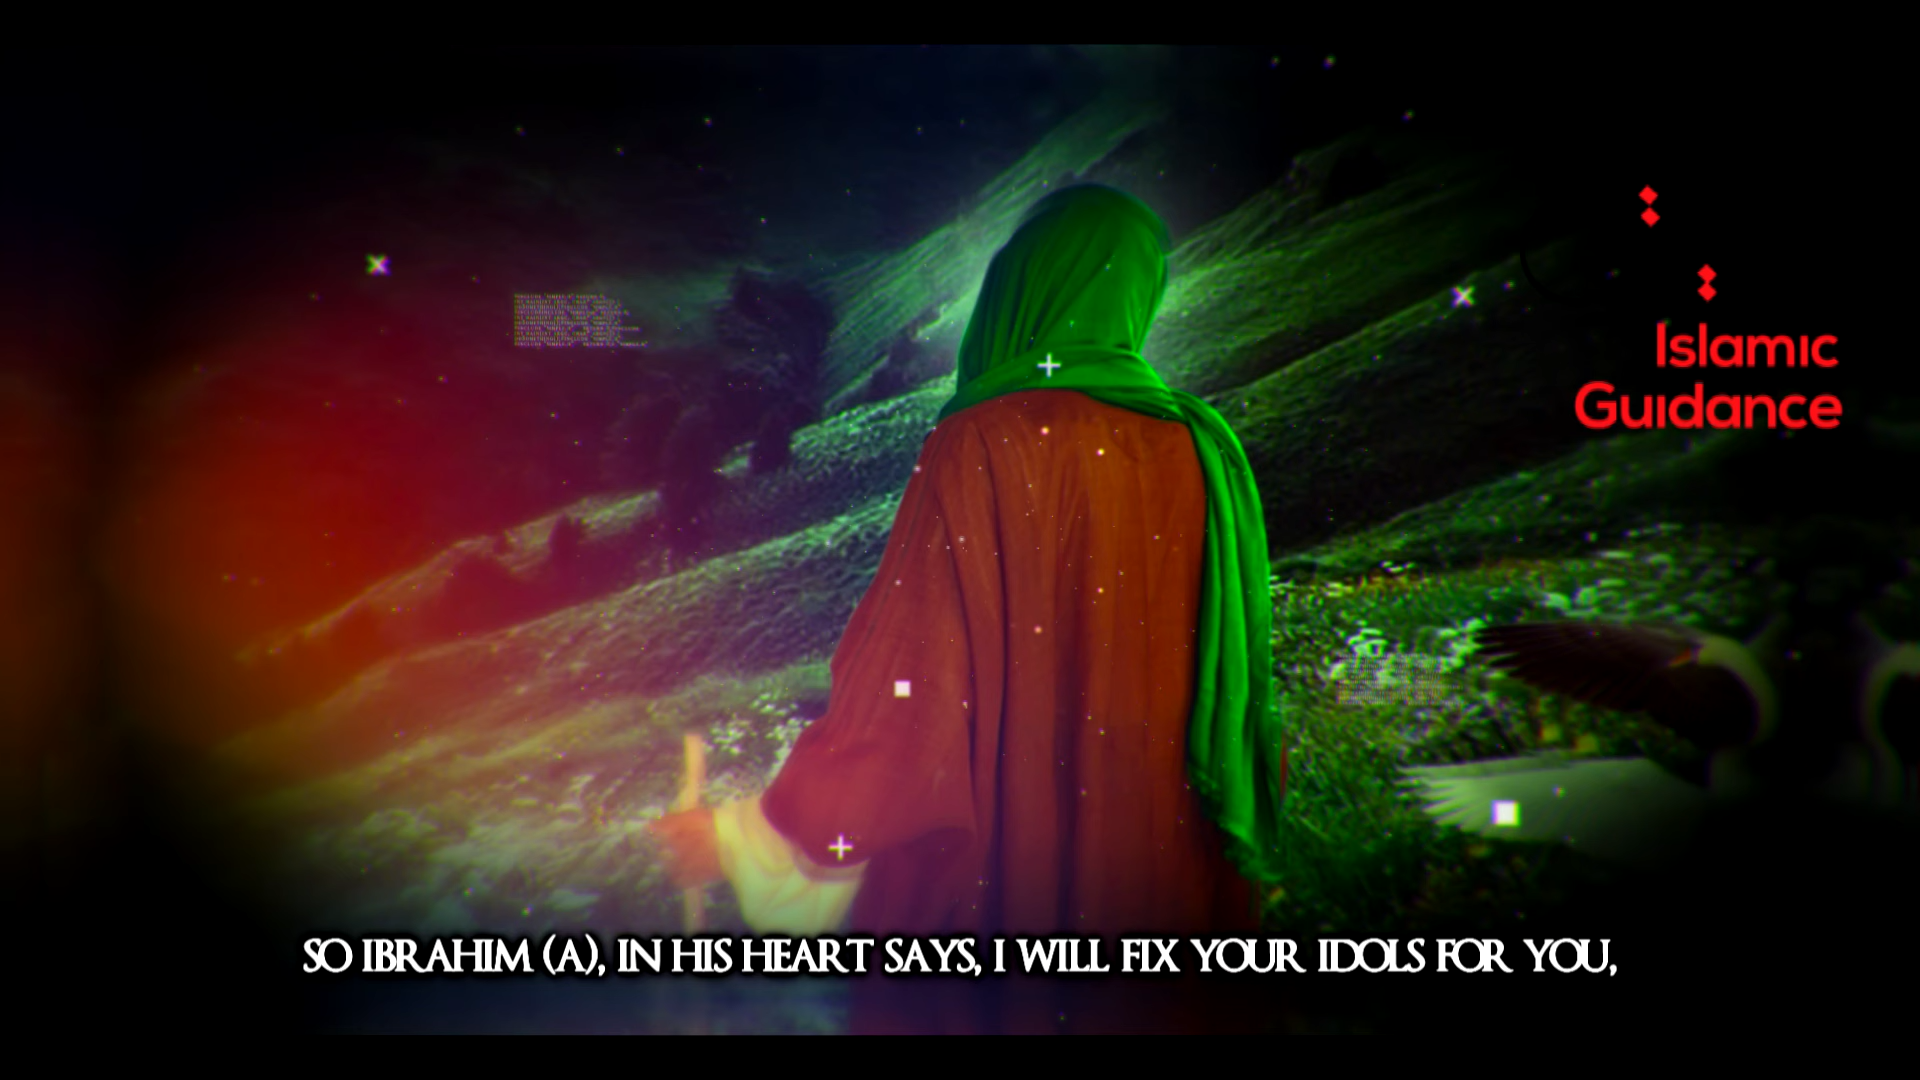 Islamic
Guidance
SO IBRAHIM (A), IN HIS HEART SAYS, I WILL FIX YOUR IDOLS FOR YOU,